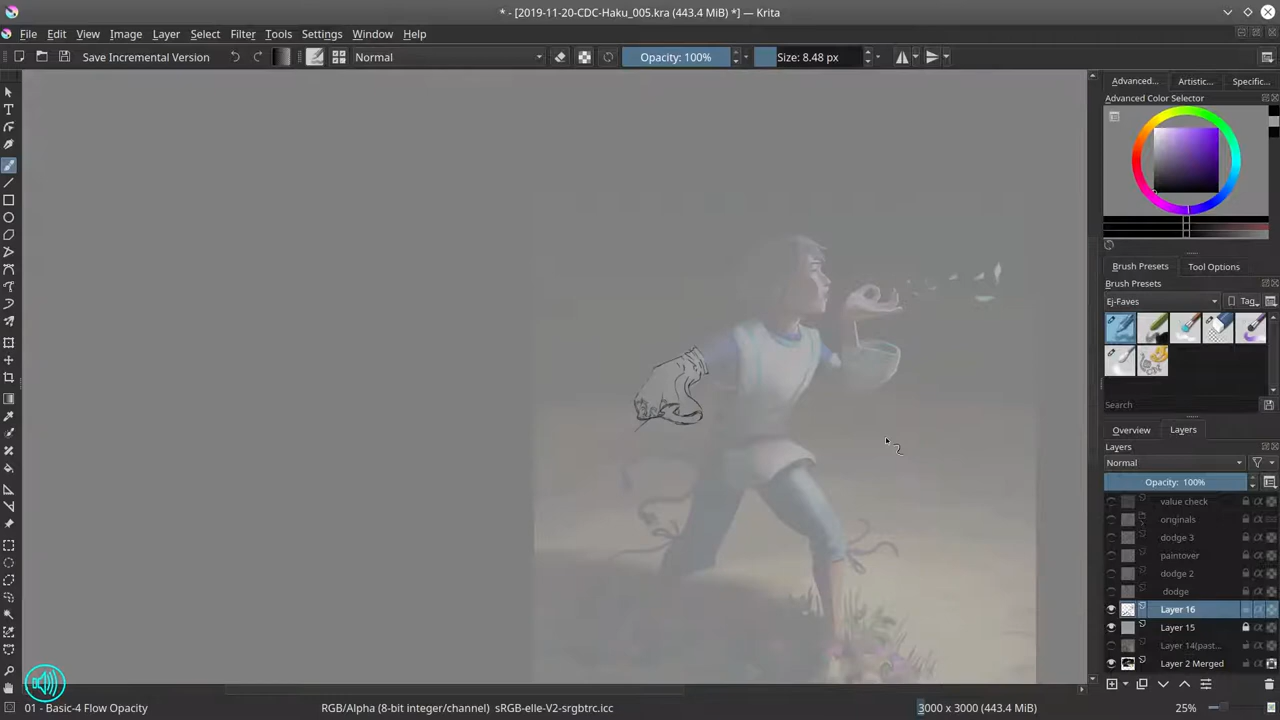 * - [2019-11-20-CDC-Haku_005.kra (443.4 MiB) *] — Krita
File Edit View Image Layer Select Filter Tools Settings Window Help
Save Incremental Version Normal Opacity: 100% Size: 8.48 px
Advanced... Artistic... Specific...
Advanced Color Selector
Brush Presets Tool Options
Brush Presets
Ej-Faves Tag
Search
Overview Layers
Layers
Normal
Opacity: 100%
value check
originals
dodge 3
paintover
dodge 2
dodge
Layer 16
Layer 15
Layer 14(past...
Layer 2 Merged
01 - Basic-4 Flow Opacity RGB/Alpha (8-bit integer/channel) sRGB-elle-V2-srgbtrc.icc 3000 x 3000 (443.4 MiB) 25%